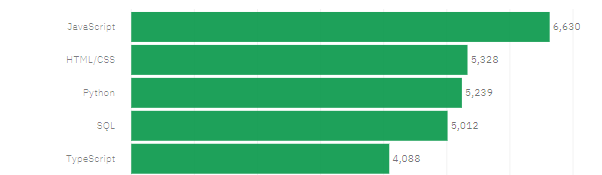 JavaScript 6,630
HTML/CSS 5,328
Python 5,239
SQL 5,012
TypeScript 4,088